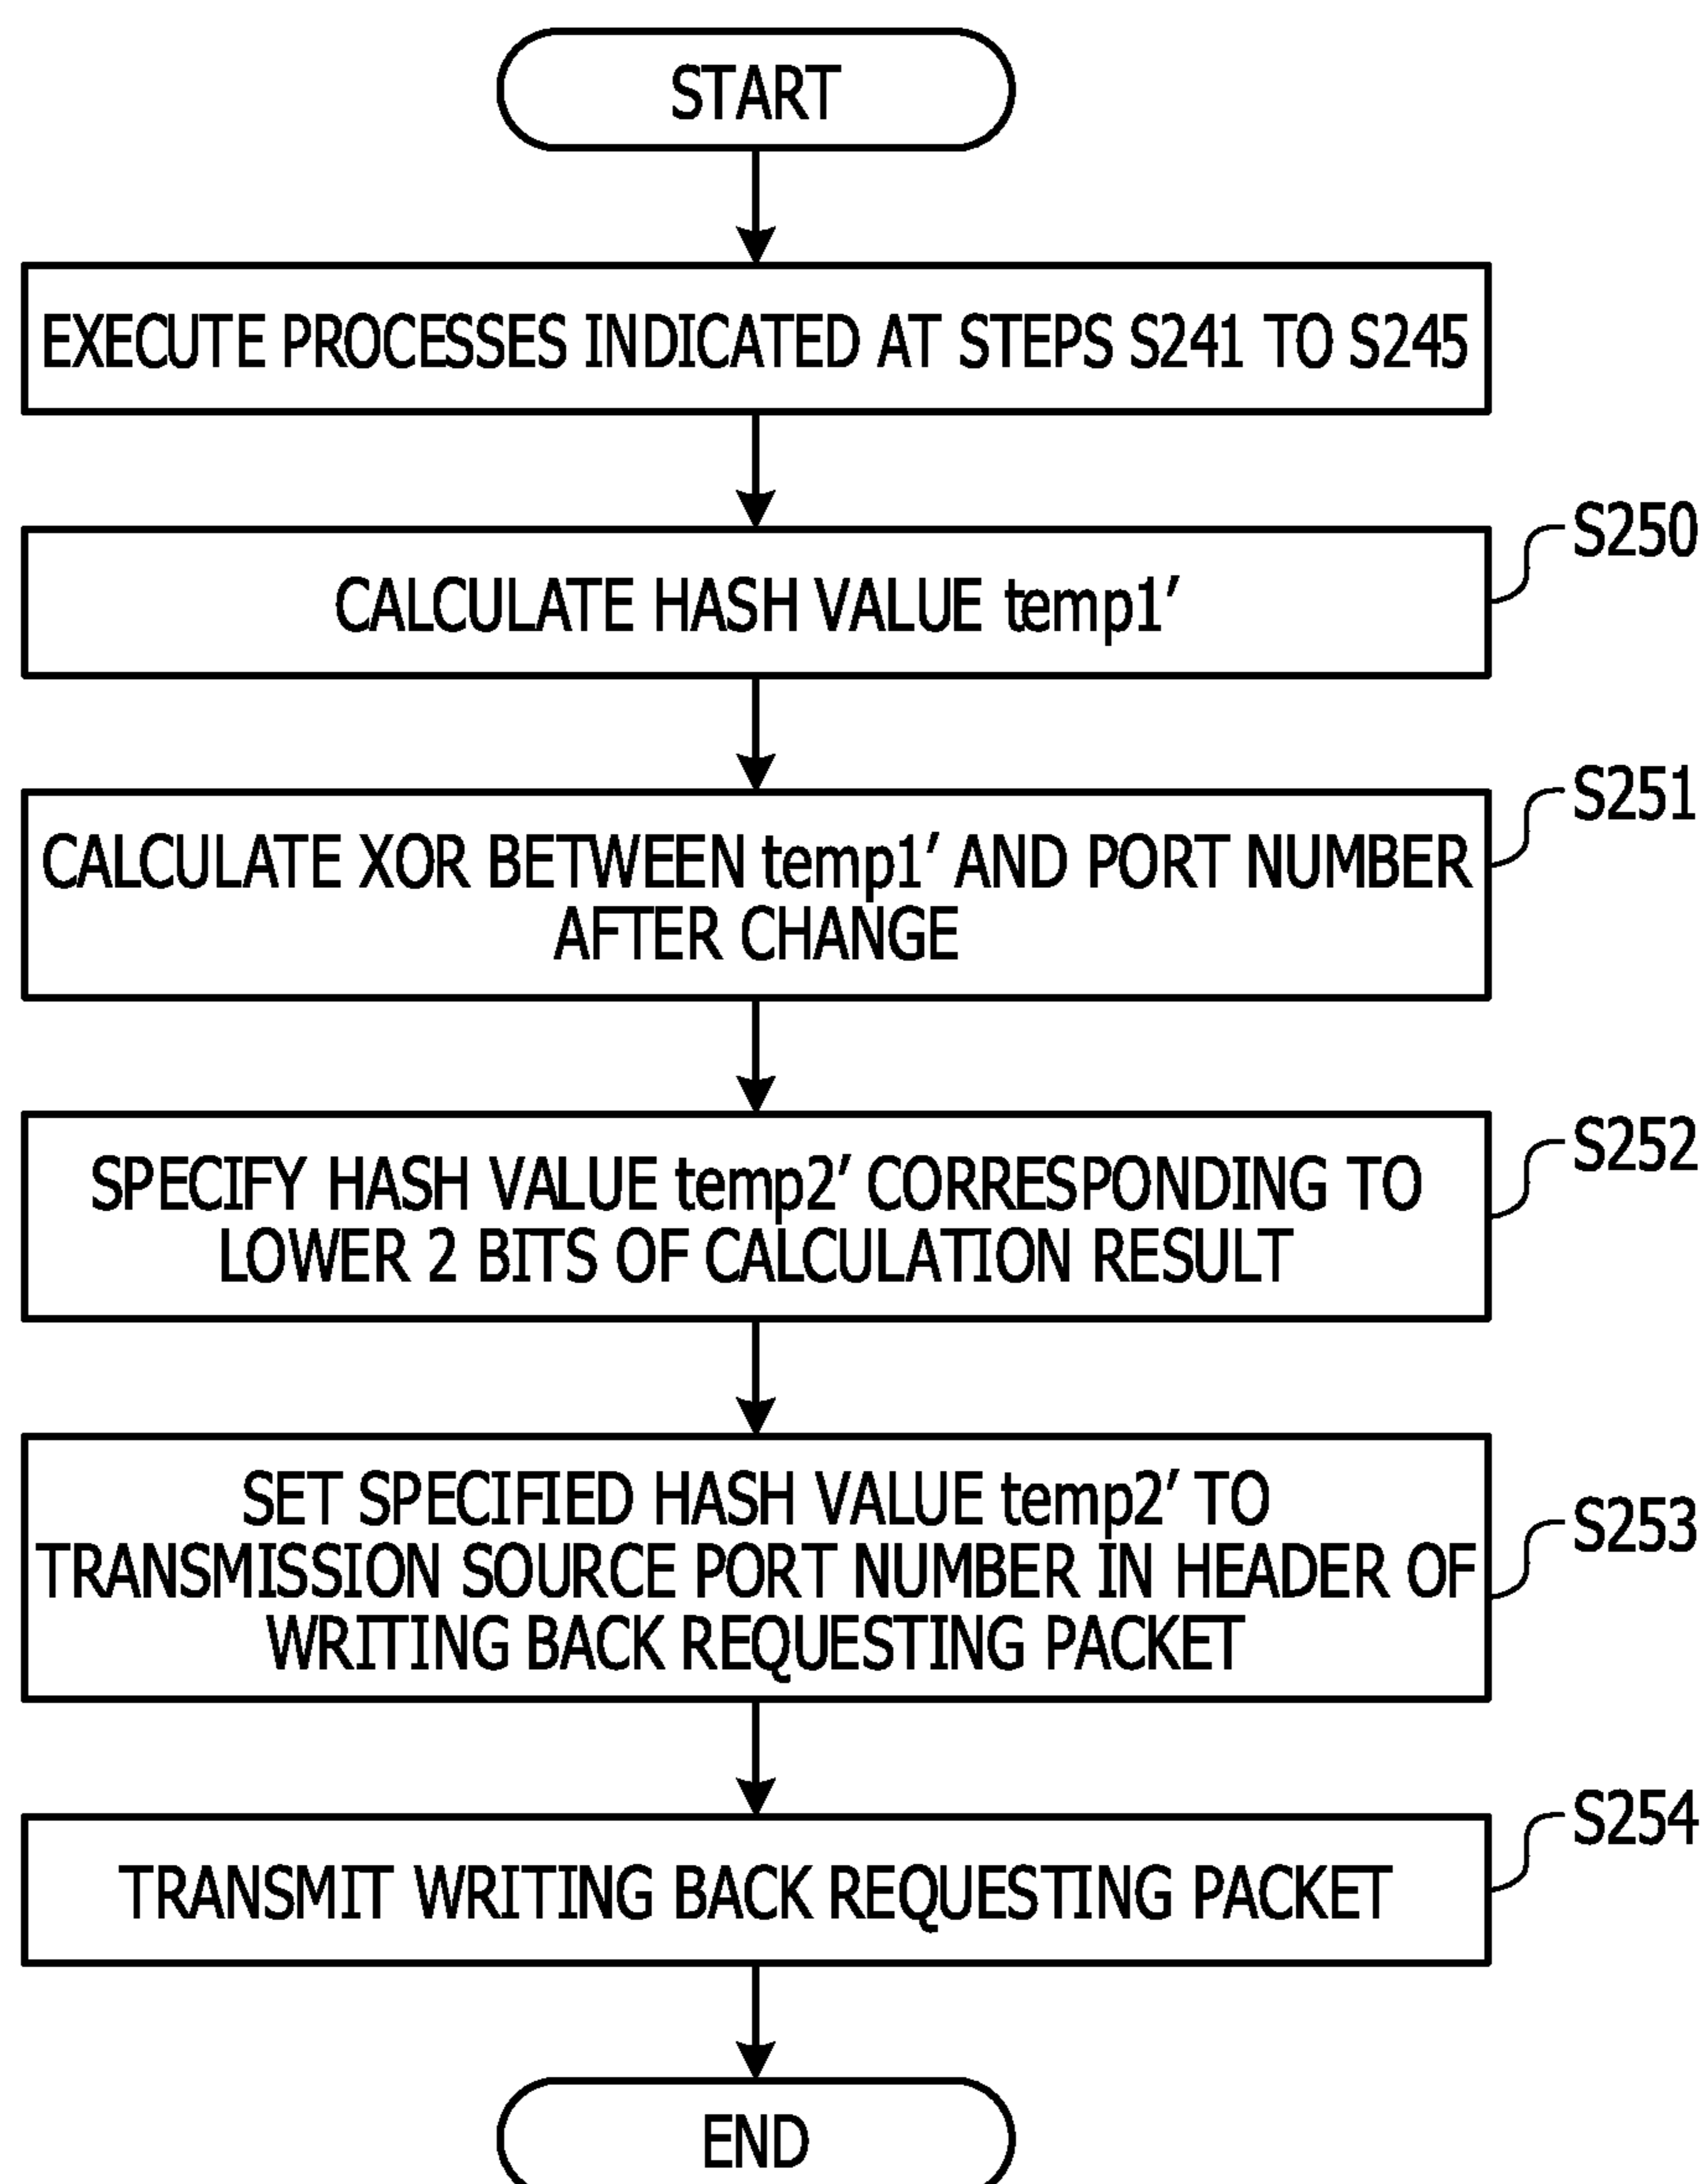 START
EXECUTE PROCESSES INDICATED AT STEPS S241 TO S245
S250
CALCULATE HASH VALUE temp1′
S251
CALCULATE XOR BETWEEN temp1′ AND PORT NUMBER
AFTER CHANGE
S252
SPECIFY HASH VALUE temp2′ CORRESPONDING TO
LOWER 2 BITS OF CALCULATION RESULT
S253
SET SPECIFIED HASH VALUE temp2′ TO
TRANSMISSION SOURCE PORT NUMBER IN HEADER OF
WRITING BACK REQUESTING PACKET
S254
TRANSMIT WRITING BACK REQUESTING PACKET
END